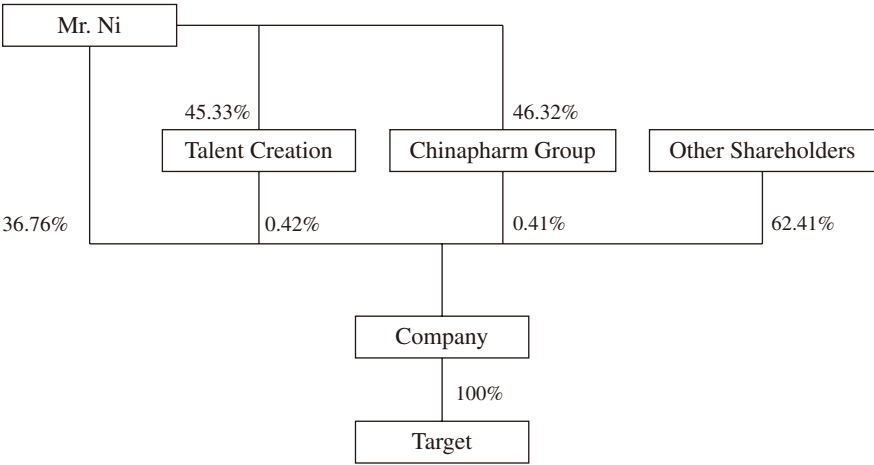 Mr. Ni
45.33%
46.32%
Talent Creation
Chinapharm Group
Other Shareholders
36.76%
0.42%
0.41%
62.41%
Company
100%
Target